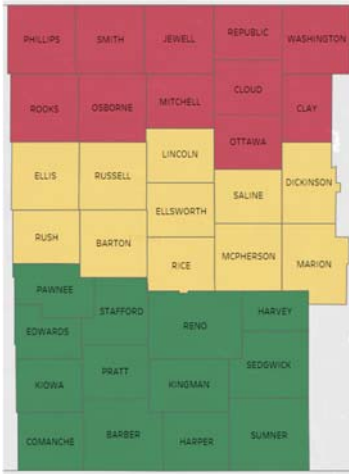 PHILLIPS SMITH JEWELL REPUBLIC WASHINGTON
ROOKS OSBORNE MITCHELL CLOUD CLAY
OTTAWA
ELLIS RUSSELL LINCOLN SALINE DICKINSON
ELLSWORTH
RUSH BARTON RICE MCPHERSON MARION
PAWNEE STAFFORD RENO HARVEY
EDWARDS SEDGWICK
KIOWA PRATT KINGMAN
COMANCHE BARBER HARPER SUMNER